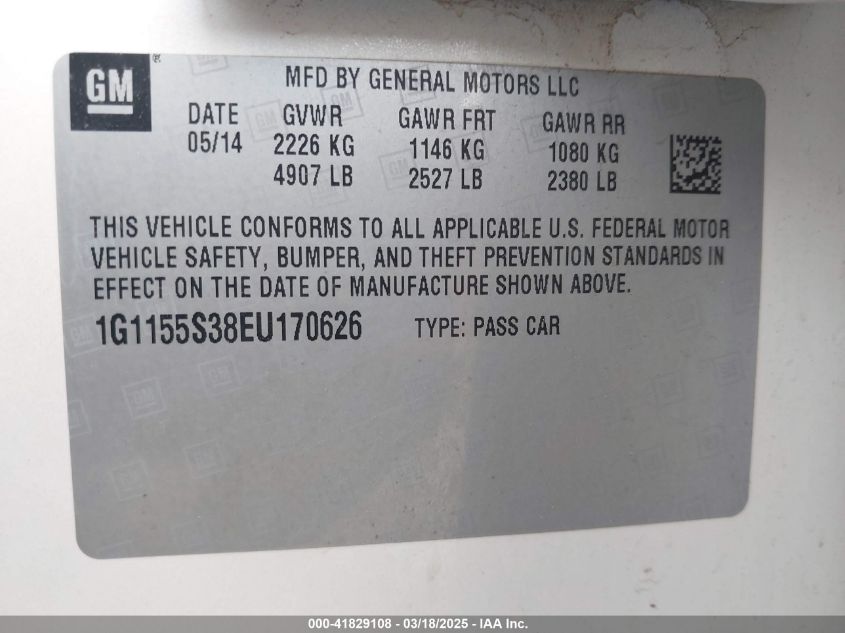 GM
MFD BY GENERAL MOTORS LLC
DATE GVWR GAWR FRT GAWR RR
05/14 2226 KG 1146 KG 1080 KG
4907 LB 2527 LB 2380 LB
THIS VEHICLE CONFORMS TO ALL APPLICABLE U.S. FEDERAL MOTOR
VEHICLE SAFETY, BUMPER, AND THEFT PREVENTION STANDARDS IN
EFFECT ON THE DATE OF MANUFACTURE SHOWN ABOVE.
1G1155S38EU170626 TYPE: PASS CAR
000-41829108 - 03/18/2025 - IAA Inc.